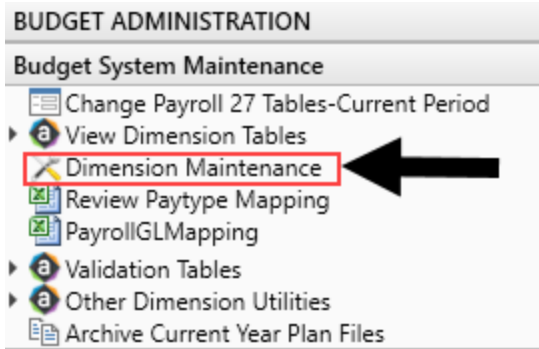 BUDGET ADMINISTRATION
Budget System Maintenance
Change Payroll 27 Tables-Current Period
View Dimension Tables
Dimension Maintenance
Review Paytype Mapping
PayrollGLMapping
Validation Tables
Other Dimension Utilities
Archive Current Year Plan Files